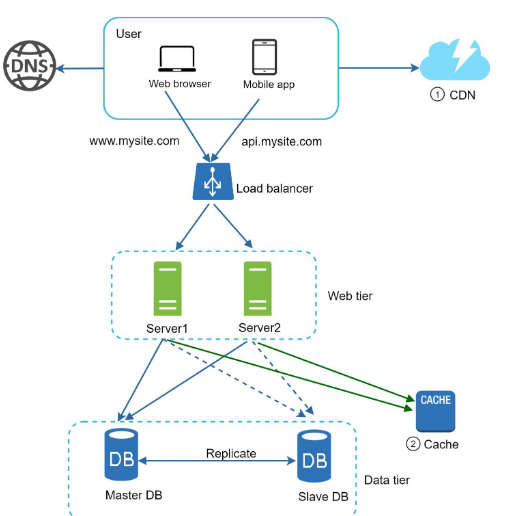 User
DNS
Web browser
Mobile app
① CDN
www.mysite.com
api.mysite.com
Load balancer
Web tier
Server1
Server2
CACHE
② Cache
DB
Replicate
DB
Data tier
Master DB
Slave DB